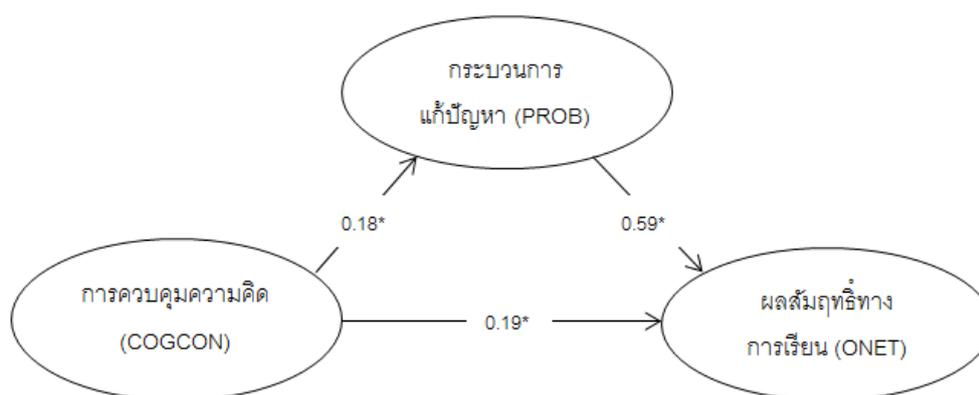 กระบวนการ
แก้ปัญหา (PROB)
0.18*
0.59*
การควบคุมความคิด
(COGCON)
0.19*
ผลสัมฤทธิ์ทาง
การเรียน (ONET)